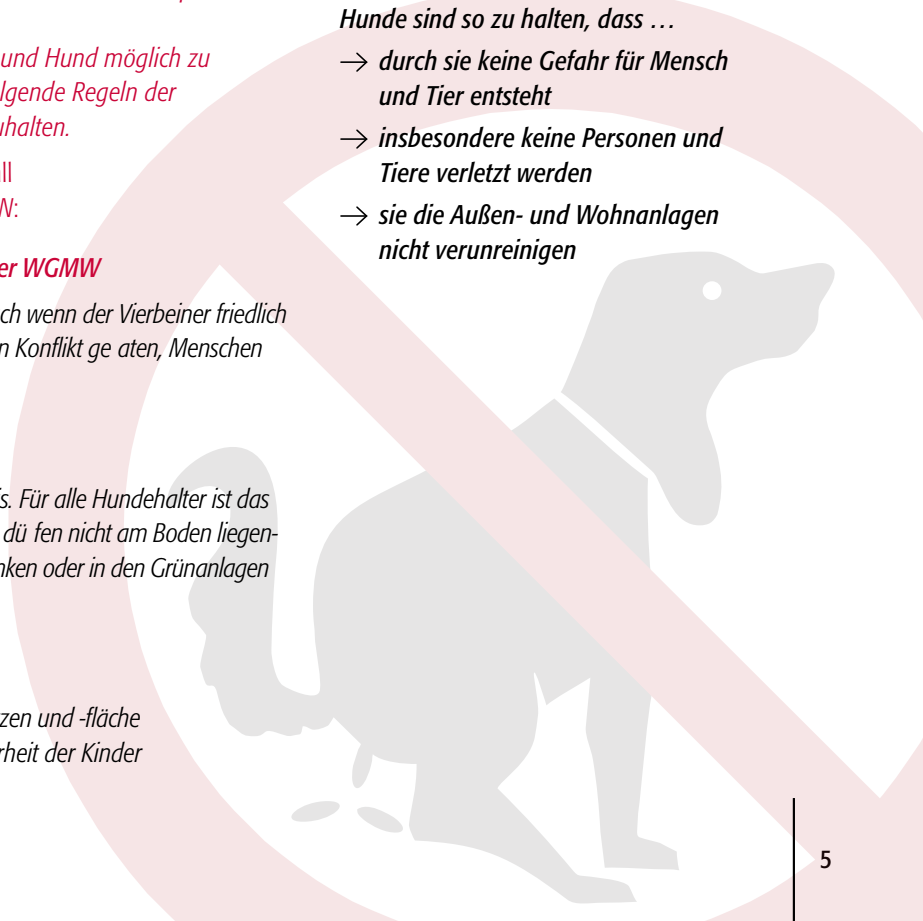 und Hund möglich zu
lgende Regeln der
uhalten.
all
N:
er WGMW
ch wenn der Vierbeiner friedlich
n Konflikt ge aten, Menschen
s. Für alle Hundehalter ist das
dü fen nicht am Boden liegen-
nken oder in den Grünanlagen
zen und -fläche
rheit der Kinder
Hunde sind so zu halten, dass …
→ durch sie keine Gefahr für Mensch
und Tier entsteht
→ insbesondere keine Personen und
Tiere verletzt werden
→ sie die Außen- und Wohnanlagen
nicht verunreinigen
5